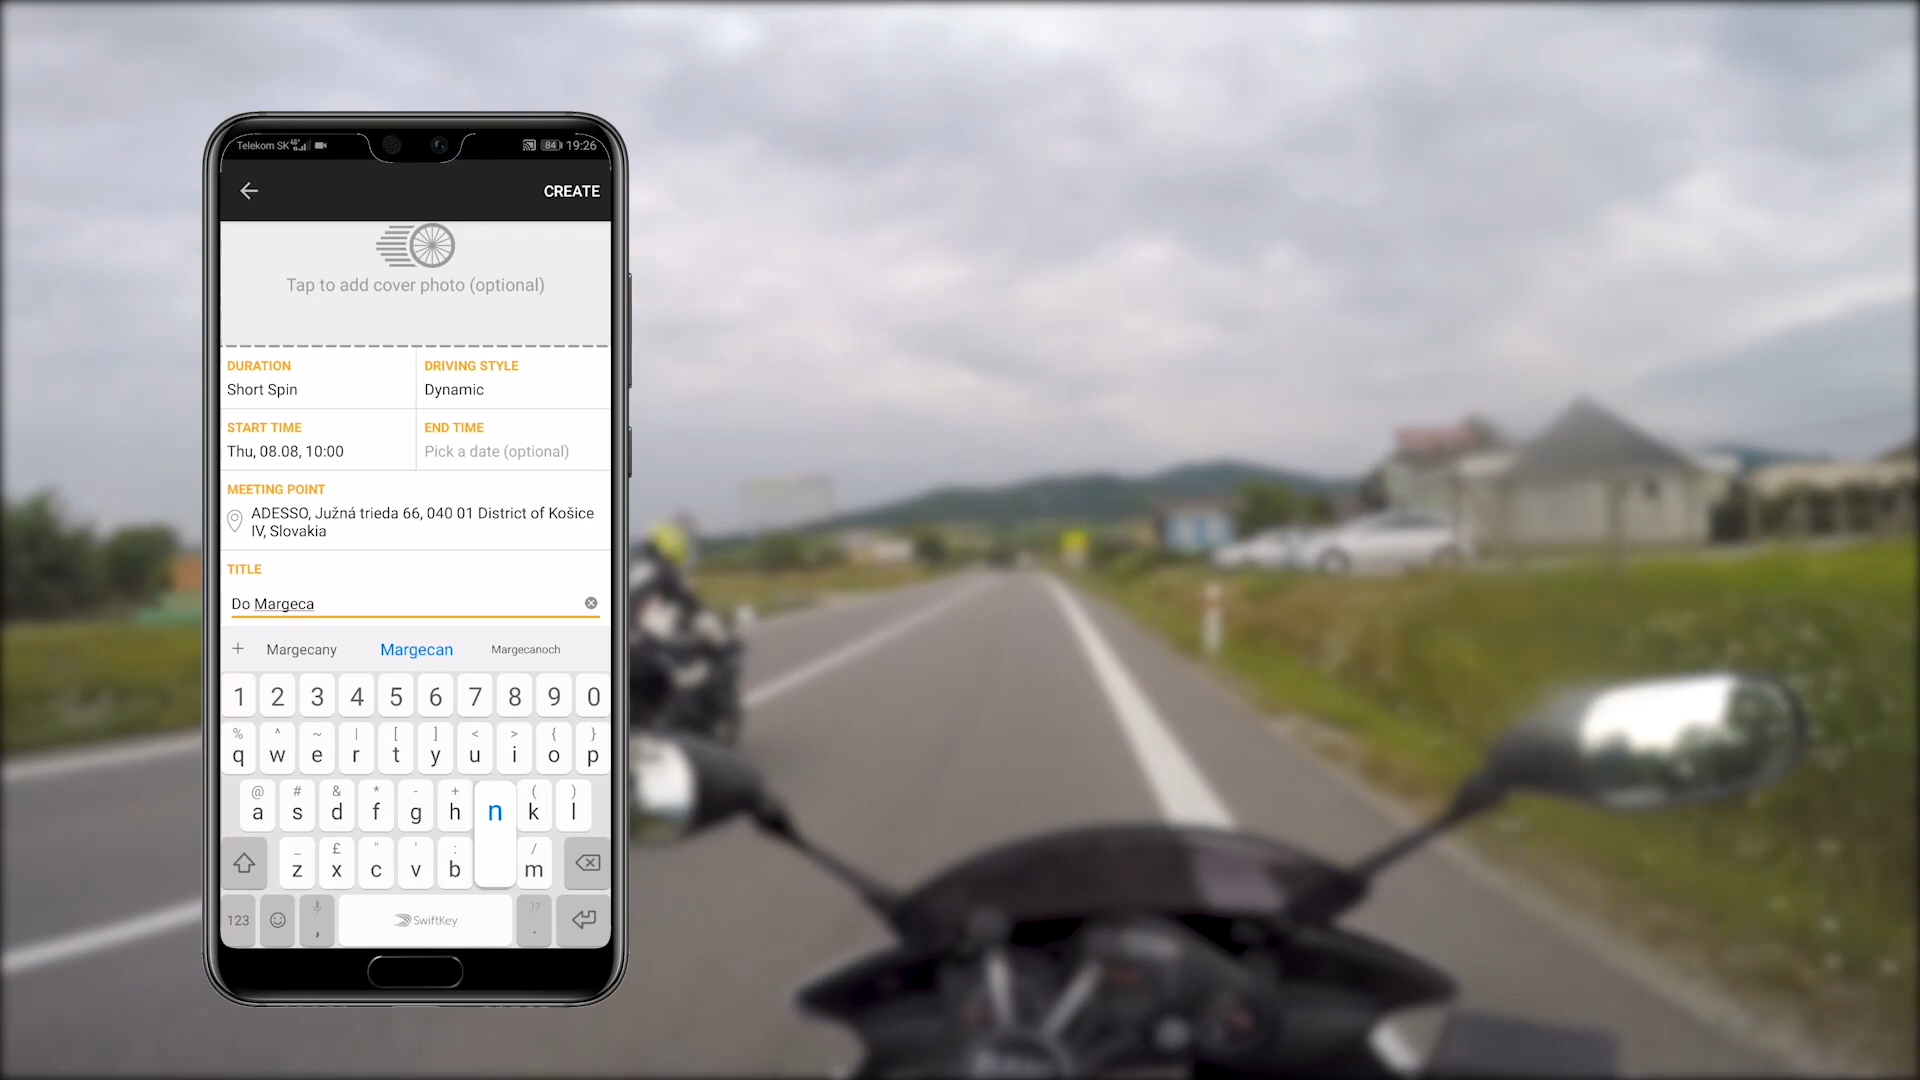 Telekom SK 4G 84 19:26
CREATE
Tap to add cover photo (optional)
DURATION
Short Spin
DRIVING STYLE
Dynamic
START TIME
Thu, 08.08, 10:00
END TIME
Pick a date (optional)
MEETING POINT
ADESSO, Južná trieda 66, 040 01 District of Košice
IV, Slovakia
TITLE
Do Margeca
+ Margecany Margecan Margecanoch
1 2 3 4 5 6 7 8 9 0
% ^ ~ | [ ] < > { }
q w e r t y u i o p
@ # & * - + ( )
a s d f g h n k l
_ £ " ' : /
z x c v b m
123 , SwiftKey !? .